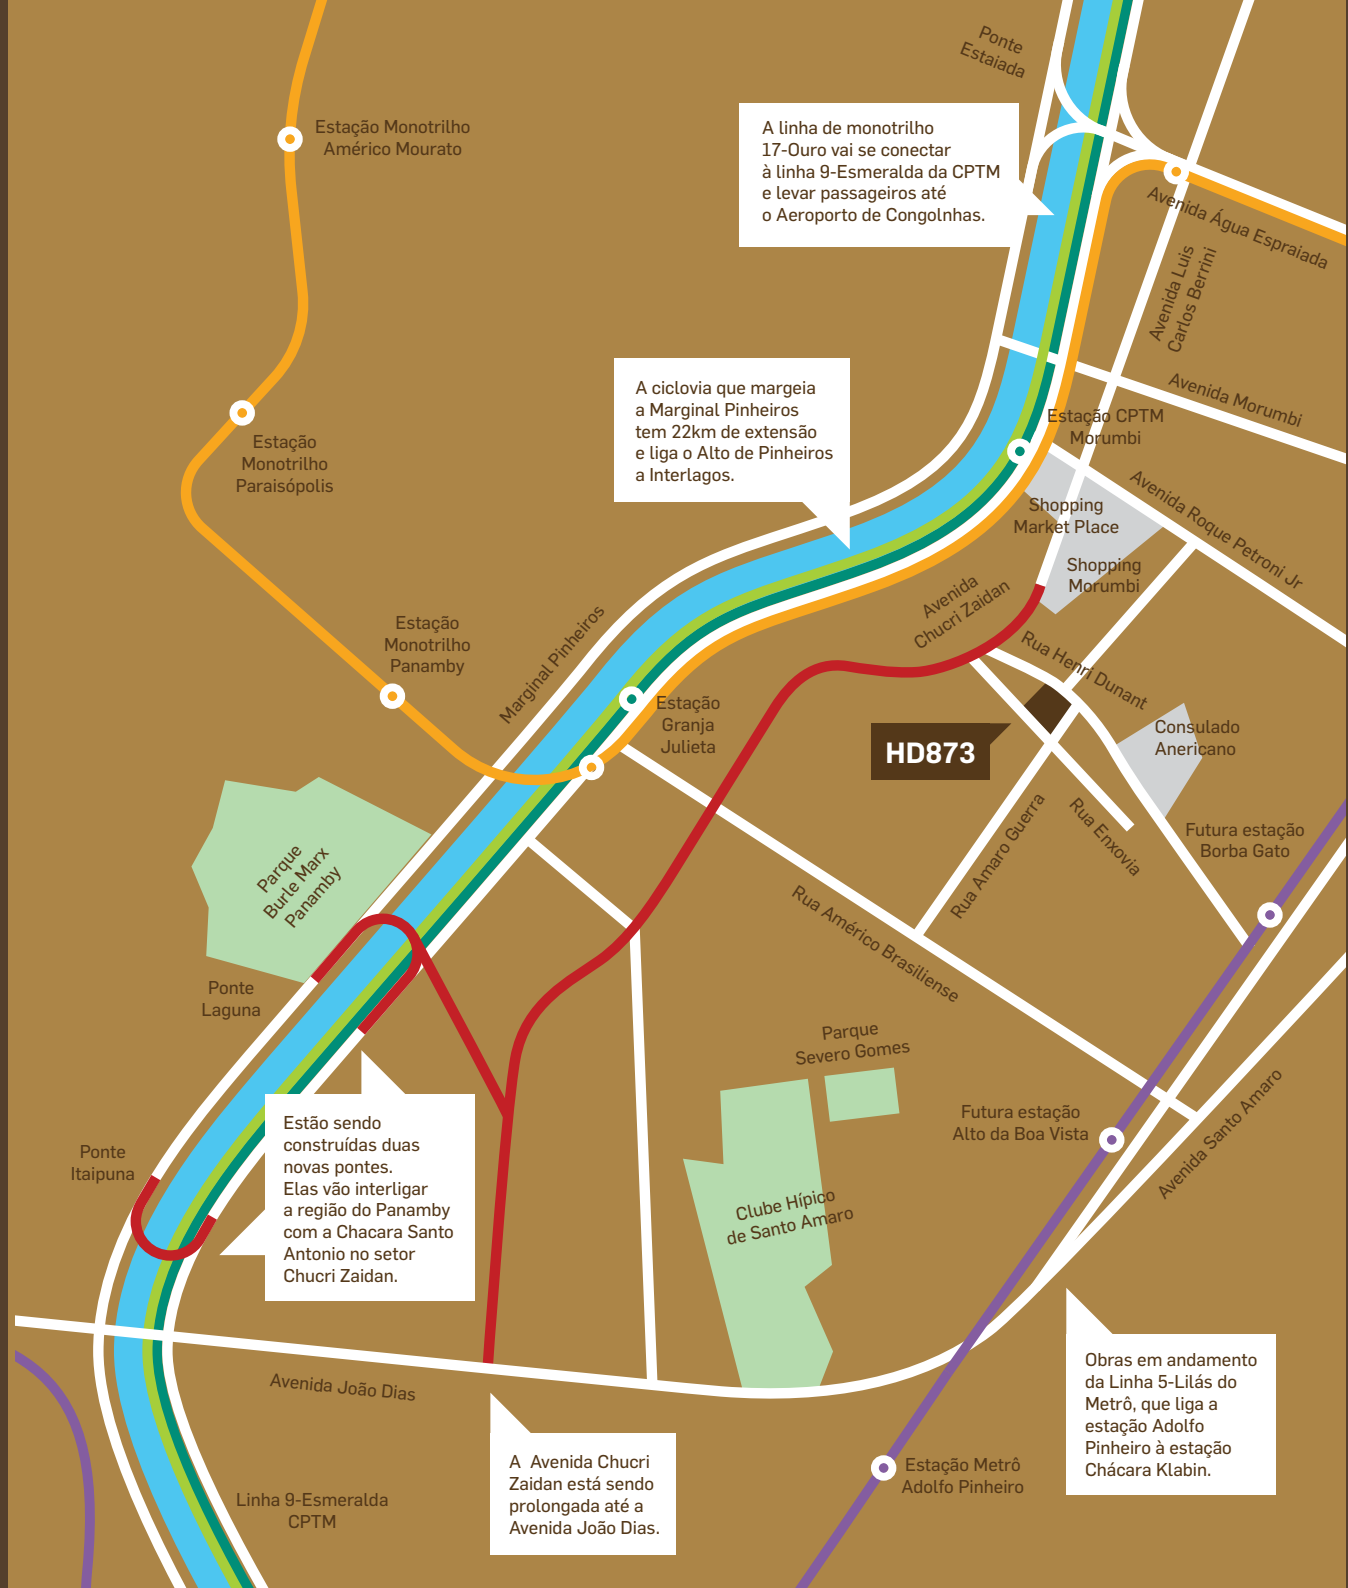 Ponte
Estaiada
Estação Monotrilho
Américo Mourato
A linha de monotrilho
17-Ouro vai se conectar
à linha 9-Esmeralda da CPTM
e levar passageiros até
o Aeroporto de Congolnhas.
Avenida Água Espraiada
Avenida Luis
Carlos Berrini
Avenida Morumbi
A ciclovia que margeia
a Marginal Pinheiros
tem 22km de extensão
e liga o Alto de Pinheiros
a Interlagos.
Estação CPTM
Morumbi
Estação
Monotrilho
Paraisópolis
Avenida Roque Petroni Jr
Shopping
Market Place
Shopping
Morumbi
Avenida
Chucri Zaidan
Estação
Monotrilho
Panamby
Marginal Pinheiros
Rua Henri Dunant
Estação
Granja
Julieta
HD873
Consulado
Anericano
Rua Amaro Guerra
Rua Enxovia
Futura estação
Borba Gato
Parque
Burle Marx
Panamby
Rua Américo Brasiliense
Ponte
Laguna
Parque
Severo Gomes
Estão sendo
construídas duas
novas pontes.
Elas vão interligar
a região do Panamby
com a Chacara Santo
Antonio no setor
Chucri Zaidan.
Futura estação
Alto da Boa Vista
Avenida Santo Amaro
Ponte
Itaipuna
Clube Hípico
de Santo Amaro
Avenida João Dias
Obras em andamento
da Linha 5-Lilás do
Metrô, que liga a
estação Adolfo
Pinheiro à estação
Chácara Klabin.
A Avenida Chucri
Zaidan está sendo
prolongada até a
Avenida João Dias.
Estação Metrô
Adolfo Pinheiro
Linha 9-Esmeralda
CPTM